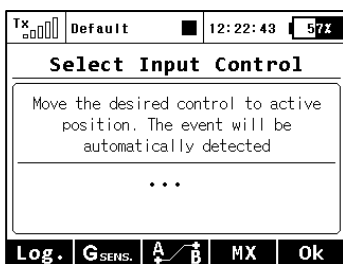 Tx Default 12:22:43 57%
Select Input Control
Move the desired control to active
position. The event will be
automatically detected
...
Log. GSENS. A B MX Ok